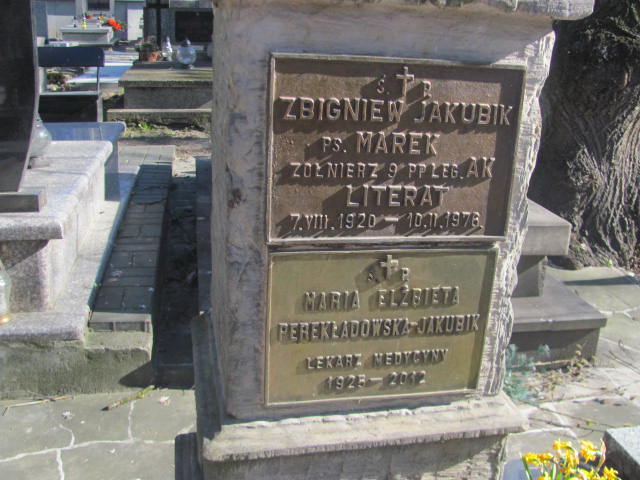 Ś. P.
ZBIGNIEW JAKUBIK
PS. MAREK
ŻOŁNIERZ 9 PP LEG. AK
LITERAT
7.VIII.1920 - 10.II.1976
Ś. P.
MARIA ELŻBIETA
PEREKŁADOWSKA-JAKUBIK
LEKARZ MEDYCYNY
1925 - 2012